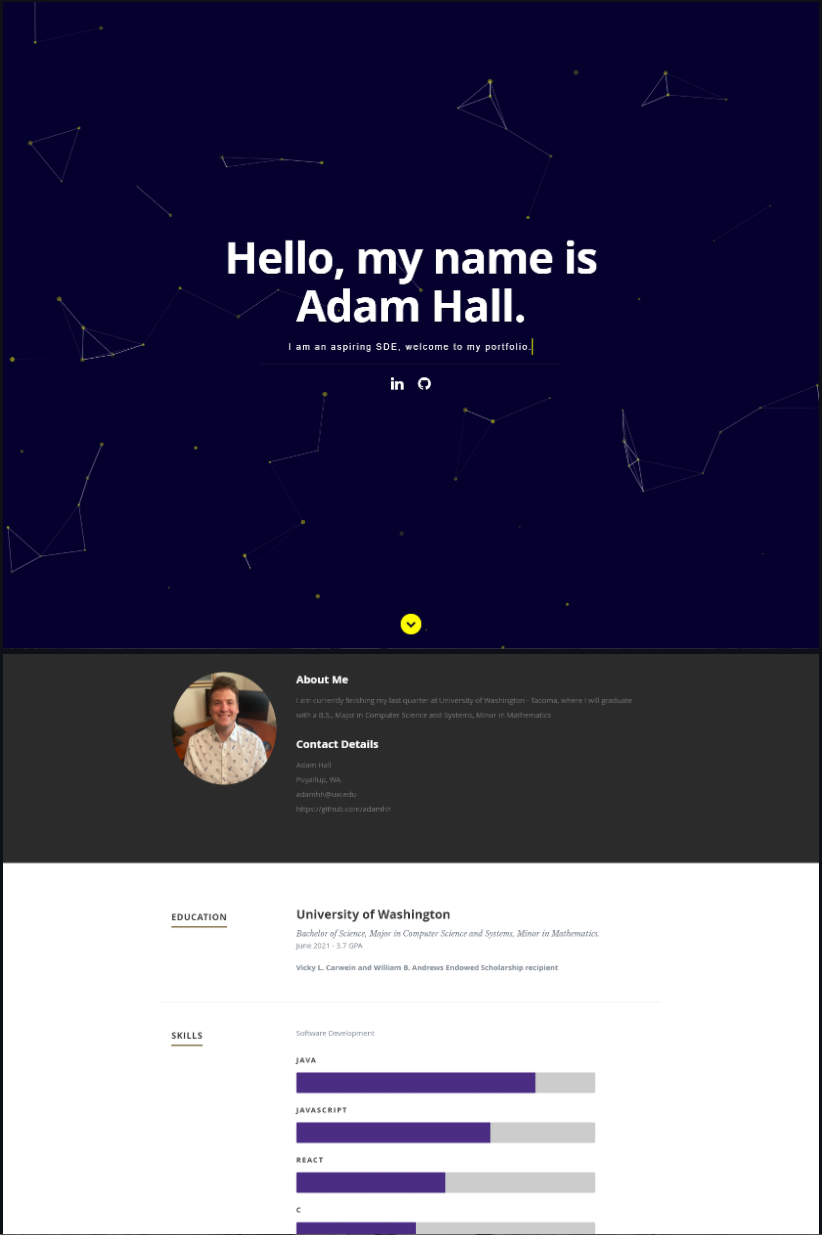 Hello, my name is
Adam Hall.
I am an aspiring SDE, welcome to my portfolio.
About Me
I am currently finishing my last quarter at University of Washington - Tacoma, where I will graduate
with a B.S., Major in Computer Science and Systems, Minor in Mathematics
Contact Details
Adam Hall
Puyallup, WA.
adamhh@uw.edu
https://github.com/adamhh
EDUCATION
University of Washington
Bachelor of Science, Major in Computer Science and Systems, Minor in Mathematics.
June 2021 - 3.7 GPA
Vicky L. Carwein and William B. Andrews Endowed Scholarship recipient
SKILLS
Software Development
JAVA
JAVASCRIPT
REACT
C